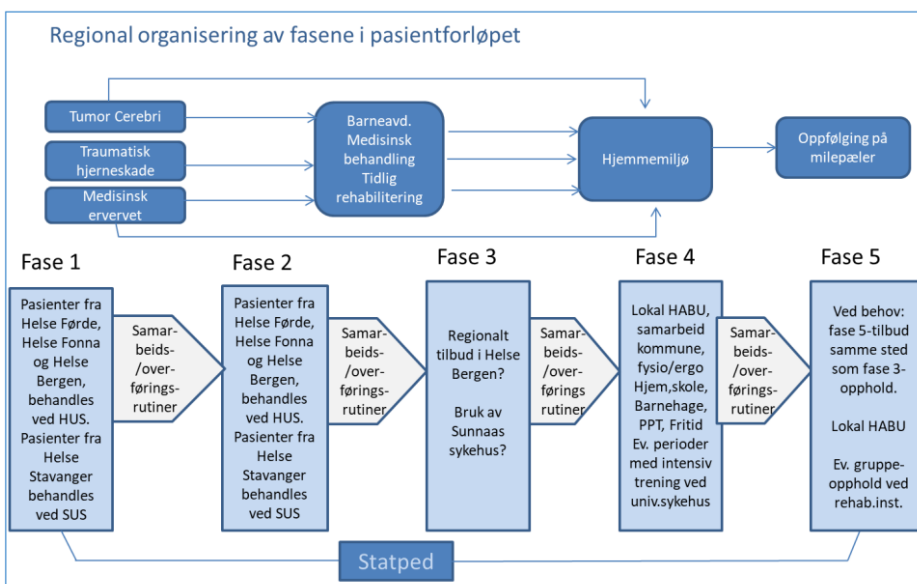 Regional organisering av fasene i pasientforløpet
Tumor Cerebri
Traumatisk
hjerneskade
Medisinsk
ervervet
Barneavd.
Medisinsk
behandling
Tidlig
rehabilitering
Hjemmemiljø
Oppfølging på
milepæler
Fase 1
Pasienter fra
Helse Førde,
Helse Fonna
og Helse
Bergen,
behandles
ved HUS.
Pasienter fra
Helse
Stavanger
behandles
ved SUS
Samar-
beids-
/over-
førings-
rutiner
Fase 2
Pasienter fra
Helse Førde,
Helse Fonna
og Helse
Bergen,
behandles
ved HUS.
Pasienter fra
Helse
Stavanger
behandles
ved SUS
Samar-
beids-
/over-
førings-
rutiner
Fase 3
Regionalt
tilbud i Helse
Bergen?
Bruk av
Sunnaas
sykehus?
Samar-
beids-
/over-
førings-
rutiner
Fase 4
Lokal HABU,
samarbeid
kommune,
fysio/ergo
Hjem,skole,
Barnehage,
PPT, Fritid
Ev. perioder
med intensiv
trening ved
univ.sykehus
Samar-
beids-
/over-
førings-
rutiner
Fase 5
Ved behov:
fase 5-tilbud
samme sted
som fase 3-
opphold.
Lokal HABU
Ev. gruppe-
opphold ved
rehab.inst.
Statped